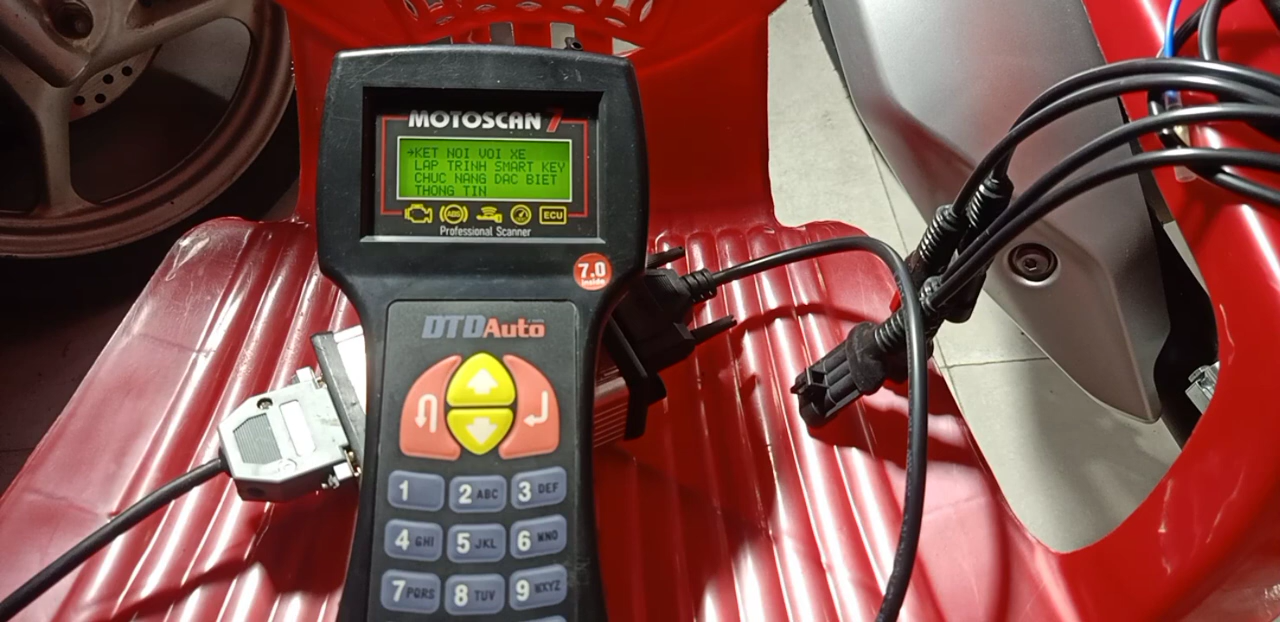 MOTOSCAN 7
→KET NOI VOI XE
LAP TRINH SMART KEY
CHUC NANG DAC BIET
THONG TIN
ABS
ECU
Professional Scanner
7.0
inside
DTDAuto
1
2 ABC
3 DEF
4 GHI
5 JKL
6 MNO
7 PQRS
8 TUV
9 WXYZ